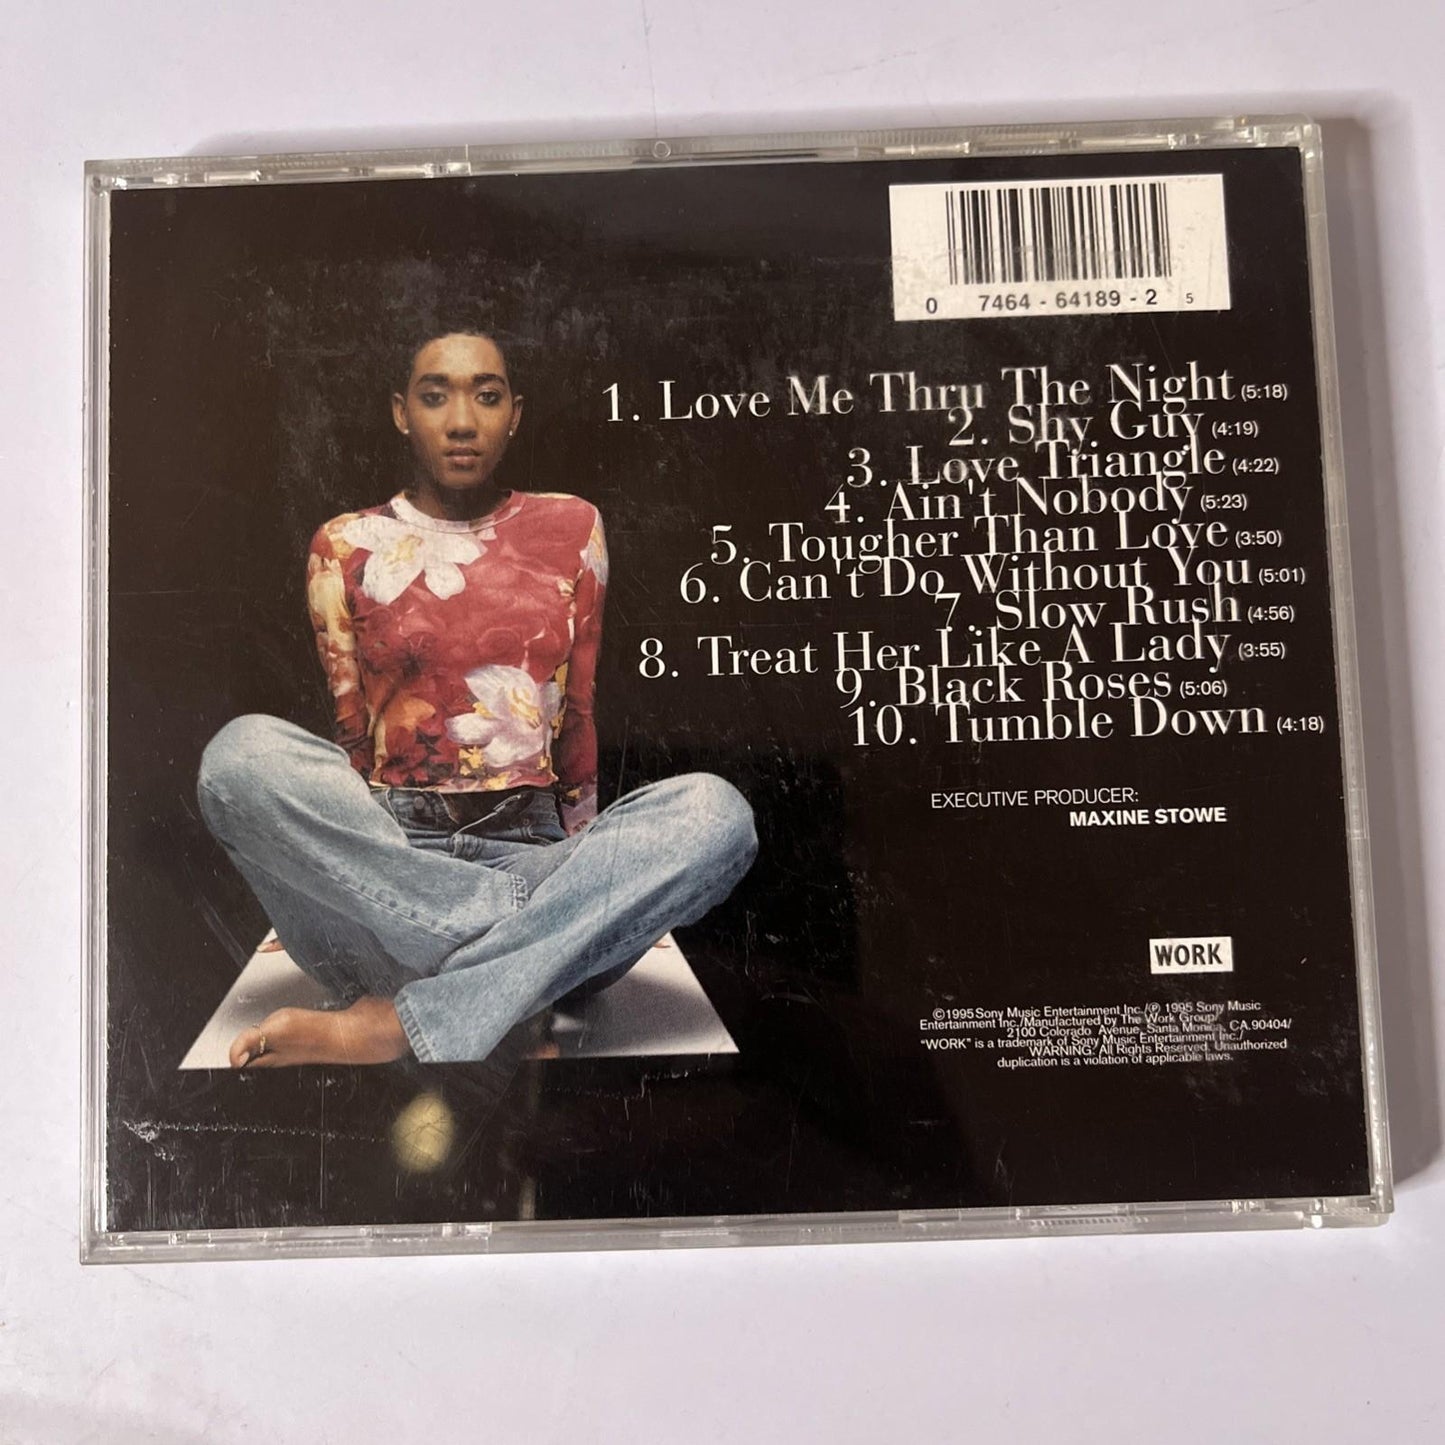 0 7464 - 64189 - 2 5
1. Love Me Thru The Night (5:18)
2. Shy Guy (4:19)
3. Love Triangle (4:22)
4. Ain't Nobody (5:23)
5. Tougher Than Love (3:50)
6. Can't Do Without You (5:01)
7. Slow Rush (4:56)
8. Treat Her Like A Lady (3:55)
9. Black Roses (5:06)
10. Tumble Down (4:18)
EXECUTIVE PRODUCER:
MAXINE STOWE
WORK
©1995 Sony Music Entertainment Inc./℗ 1995 Sony Music
Entertainment Inc./Manufactured by The Work Group/
2100 Colorado Avenue, Santa Monica, CA.90404/
"WORK" is a trademark of Sony Music Entertainment Inc./
WARNING: All Rights Reserved. Unauthorized
duplication is a violation of applicable laws.